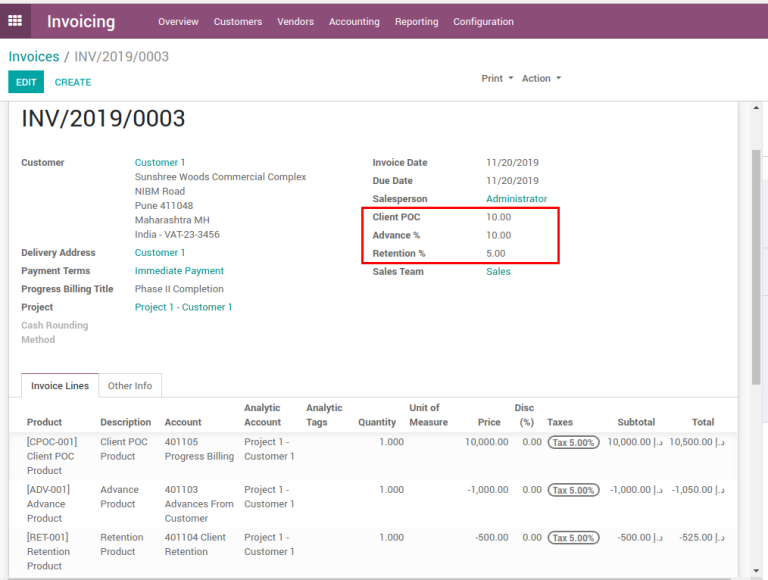 Invoicing Overview Customers Vendors Accounting Reporting Configuration
Invoices / INV/2019/0003
EDIT CREATE Print Action
INV/2019/0003
Customer Customer 1 Invoice Date 11/20/2019
Sunshree Woods Commercial Complex Due Date 11/20/2019
NIBM Road
Pune 411048 Salesperson Administrator
Maharashtra MH Client POC 10.00
India - VAT-23-3456 Advance % 10.00
Delivery Address Customer 1 Retention % 5.00
Payment Terms Immediate Payment Sales Team Sales
Progress Billing Title Phase II Completion
Project Project 1 - Customer 1
Cash Rounding
Method
Invoice Lines Other Info
Product Description Account Analytic Account Analytic Tags Quantity Unit of Measure Price Disc (%) Taxes Subtotal Total
[CPOC-001] Client POC 401105 Project 1 - 1.000 10,000.00 0.00 Tax 5.00% 10,000.00 د.إ 10,500.00 د.إ
Client POC Product Progress Billing Customer 1
Product
[ADV-001] Advance 401103 Project 1 - 1.000 -1,000.00 0.00 Tax 5.00% -1,000.00 د.إ -1,050.00 د.إ
Advance Product Advances From Customer 1
Product Customer
[RET-001] Retention 401104 Client Project 1 - 1.000 -500.00 0.00 Tax 5.00% -500.00 د.إ -525.00 د.إ
Retention Product Retention Customer 1
Product